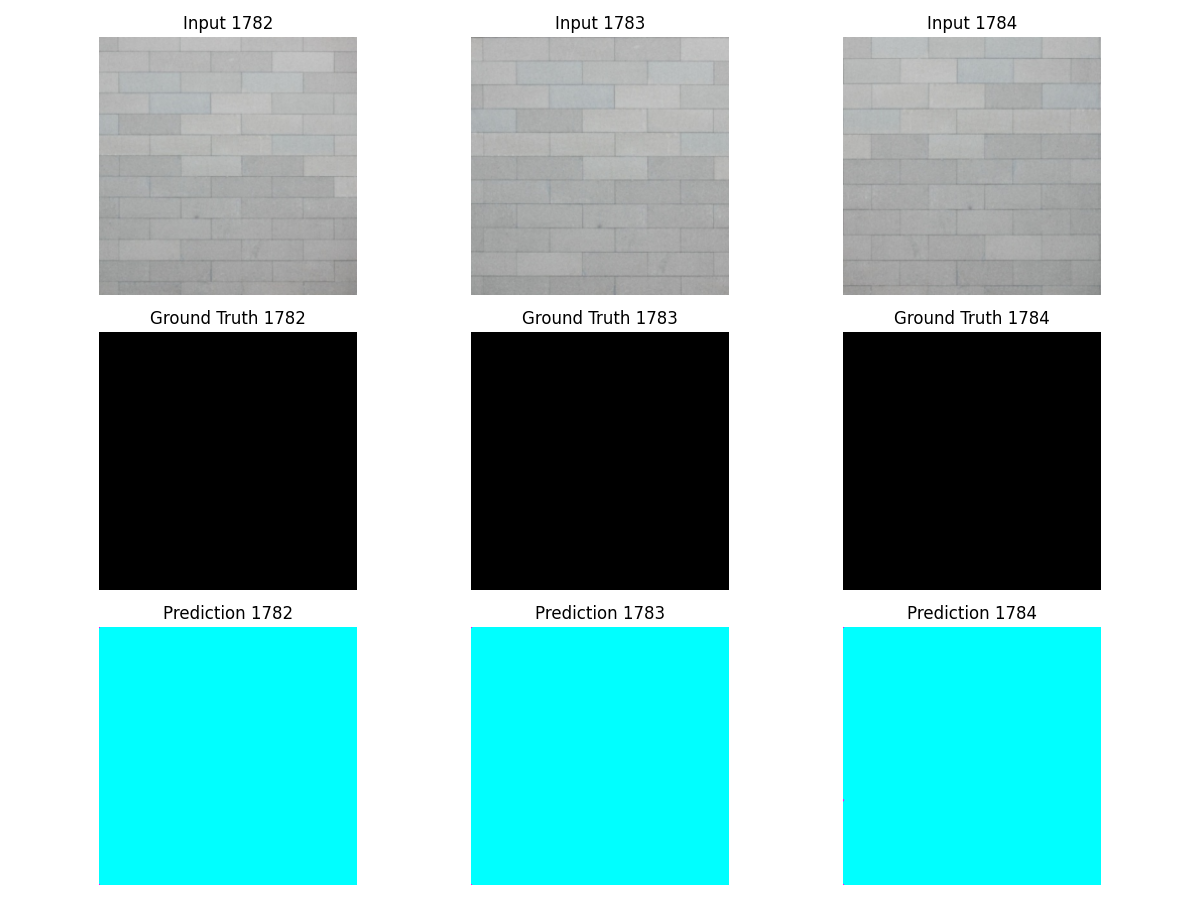 Input 1782
Input 1783
Input 1784
Ground Truth 1782
Ground Truth 1783
Ground Truth 1784
Prediction 1782
Prediction 1783
Prediction 1784